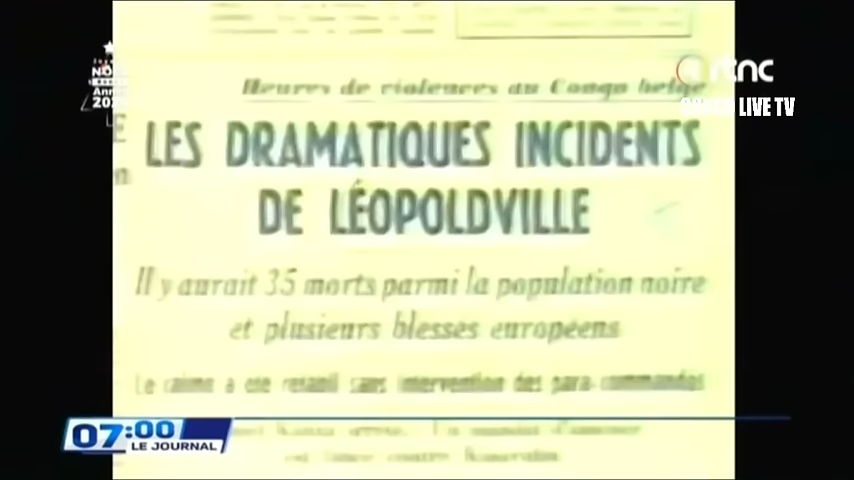 Heures de violences au Congo belge
LES DRAMATIQUES INCIDENTS
DE LÉOPOLDVILLE
Il y aurait 35 morts parmi la population noire
et plusieurs blessés européens
Le calme a été rétabli sans intervention des para-commandos
rtnc
LIVE TV
07:00
LE JOURNAL